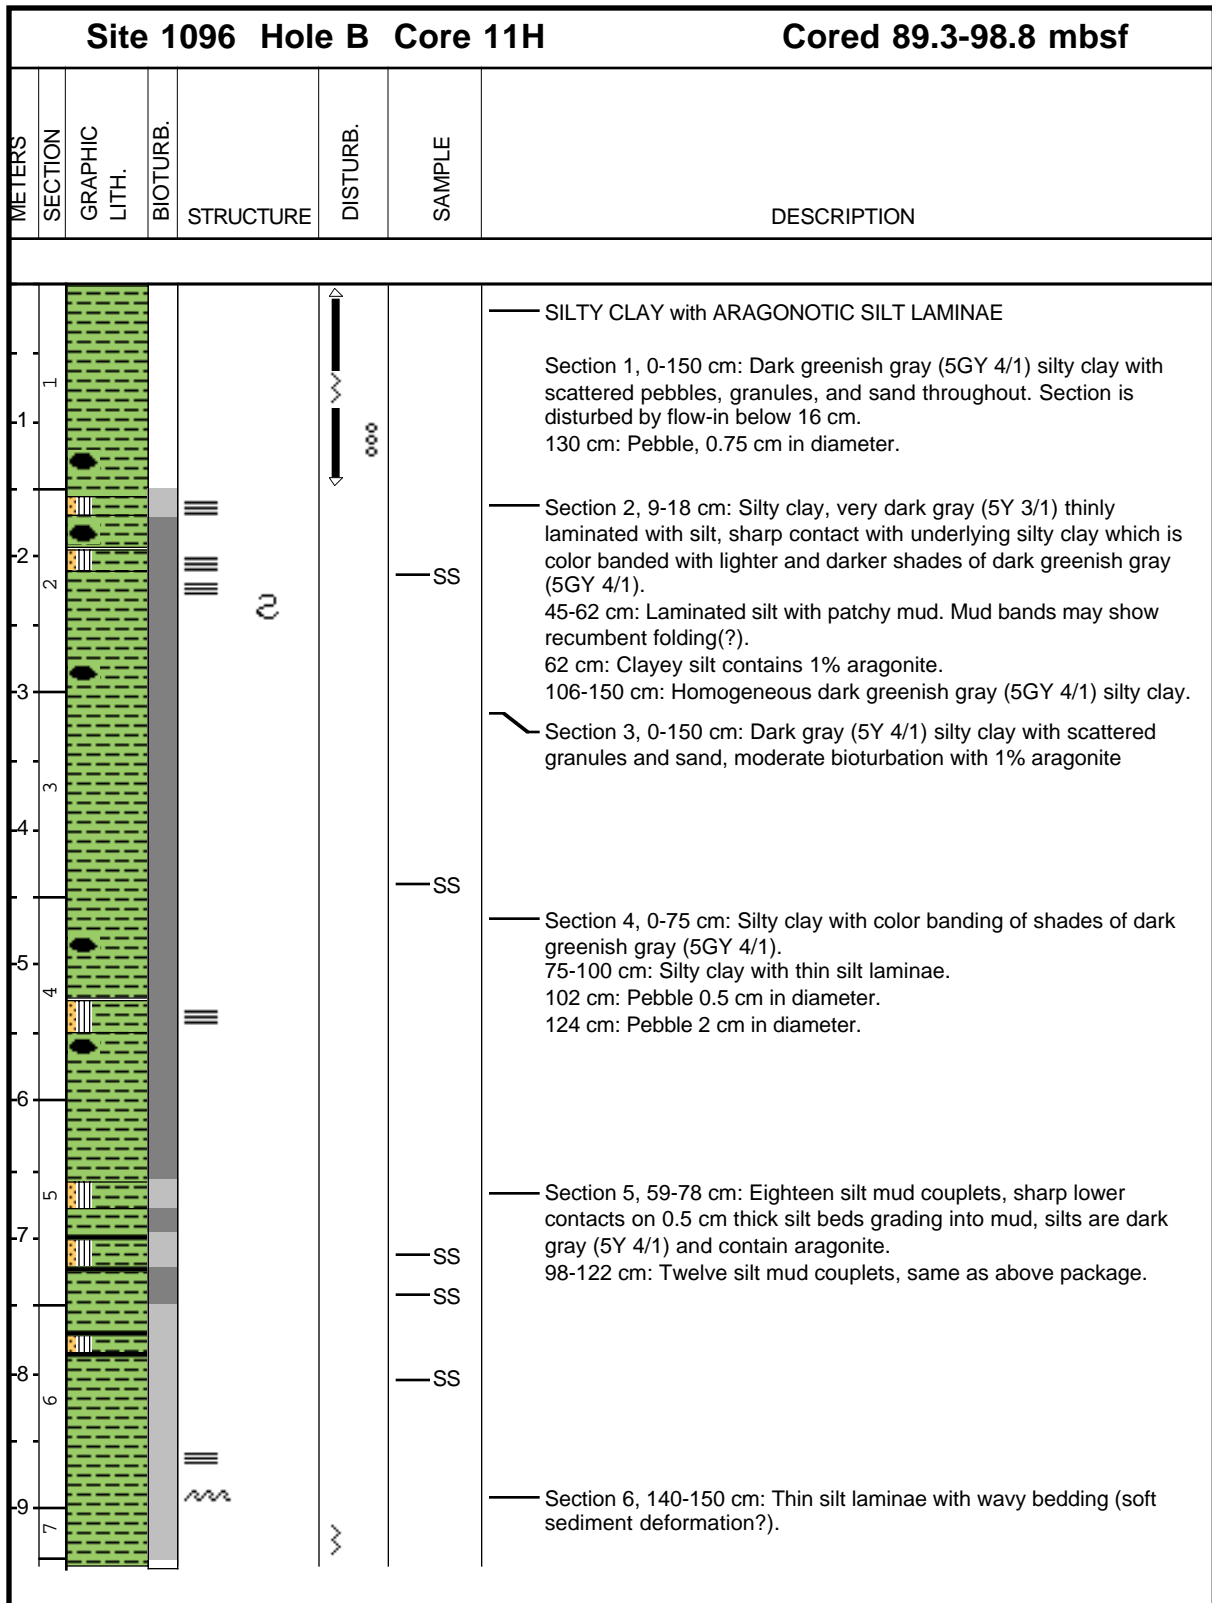 Site 1096 Hole B Core 11H Cored 89.3-98.8 mbsf
METERS
SECTION
GRAPHIC
LITH.
BIOTURB.
STRUCTURE
DISTURB.
SAMPLE
DESCRIPTION
SILTY CLAY with ARAGONOTIC SILT LAMINAE
Section 1, 0-150 cm: Dark greenish gray (5GY 4/1) silty clay with
scattered pebbles, granules, and sand throughout. Section is
disturbed by flow-in below 16 cm.
130 cm: Pebble, 0.75 cm in diameter.
1
1
Section 2, 9-18 cm: Silty clay, very dark gray (5Y 3/1) thinly
laminated with silt, sharp contact with underlying silty clay which is
color banded with lighter and darker shades of dark greenish gray
(5GY 4/1).
45-62 cm: Laminated silt with patchy mud. Mud bands may show
recumbent folding(?).
62 cm: Clayey silt contains 1% aragonite.
106-150 cm: Homogeneous dark greenish gray (5GY 4/1) silty clay.
2
2
SS
3
Section 3, 0-150 cm: Dark gray (5Y 4/1) silty clay with scattered
granules and sand, moderate bioturbation with 1% aragonite
3
4
SS
Section 4, 0-75 cm: Silty clay with color banding of shades of dark
greenish gray (5GY 4/1).
75-100 cm: Silty clay with thin silt laminae.
102 cm: Pebble 0.5 cm in diameter.
124 cm: Pebble 2 cm in diameter.
5
4
6
Section 5, 59-78 cm: Eighteen silt mud couplets, sharp lower
contacts on 0.5 cm thick silt beds grading into mud, silts are dark
gray (5Y 4/1) and contain aragonite.
98-122 cm: Twelve silt mud couplets, same as above package.
5
7
SS
SS
8
SS
6
Section 6, 140-150 cm: Thin silt laminae with wavy bedding (soft
sediment deformation?).
9
7